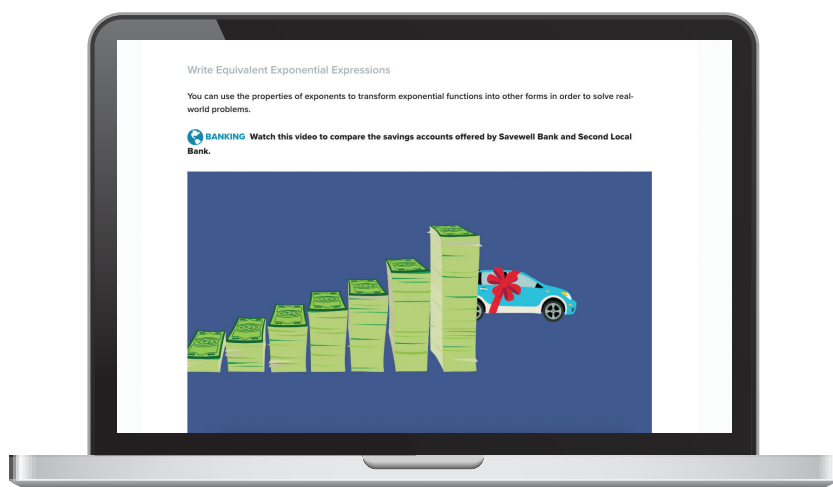 Write Equivalent Exponential Expressions
You can use the properties of exponents to transform exponential functions into other forms in order to solve real-
world problems.
BANKING Watch this video to compare the savings accounts offered by Savewell Bank and Second Local
Bank.